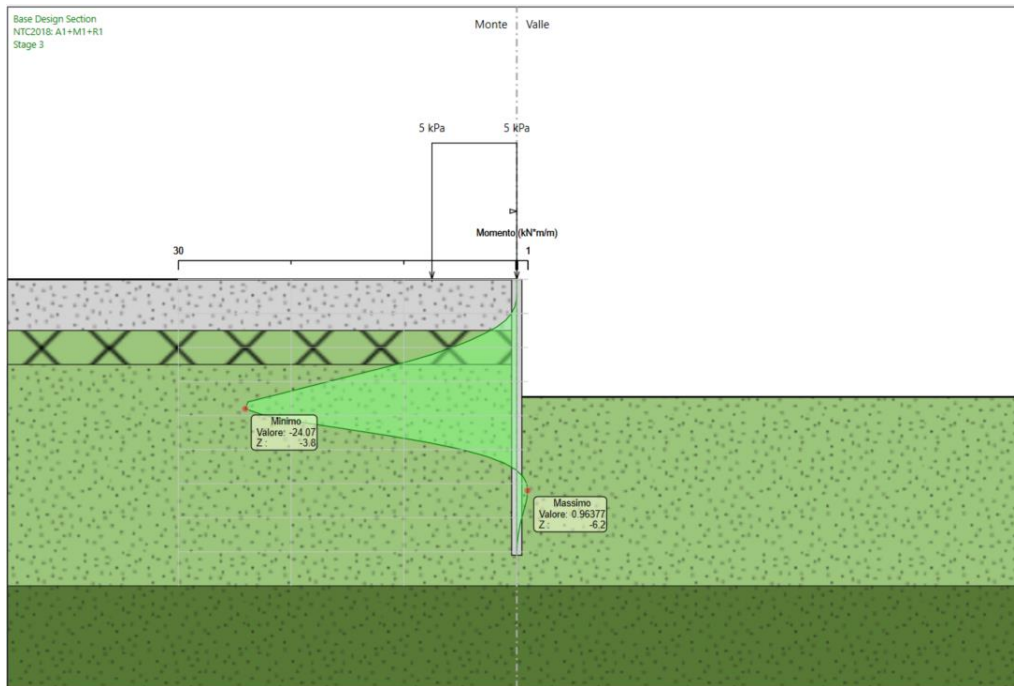 Base Design Section
NTC2018: A1+M1+R1
Stage 3
Monte Valle
5 kPa 5 kPa
Momento (kN*m/m)
30 1
Minimo
Valore: -24.07
Z : -3.8
Massimo
Valore: 0.96377
Z : -6.2